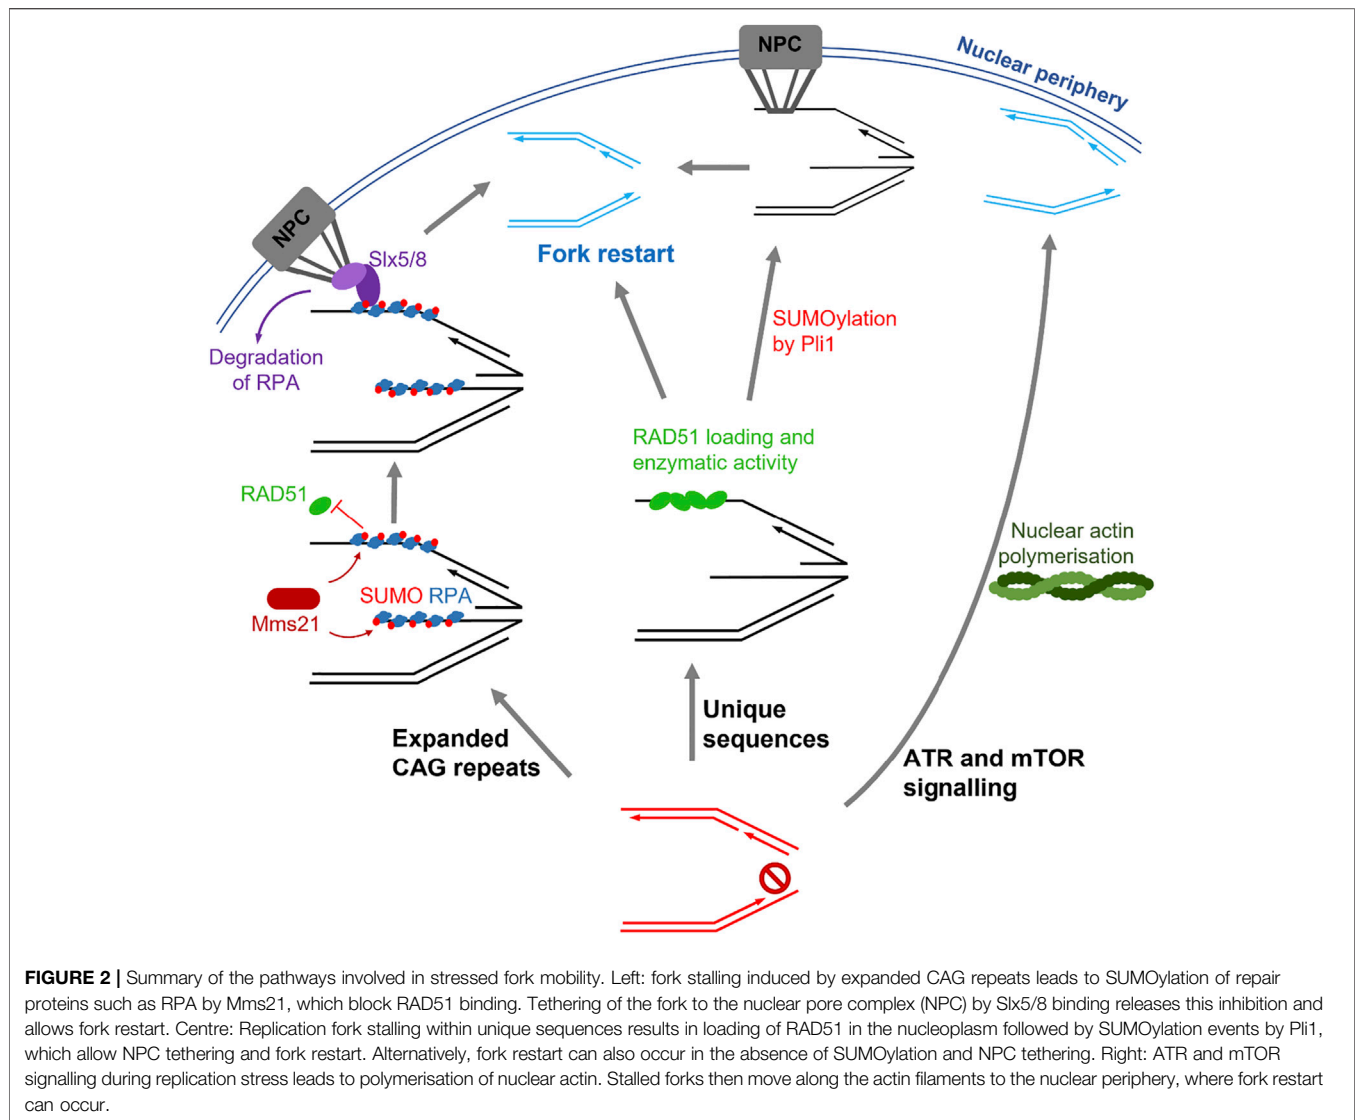 NPC
Nuclear periphery
NPC
Slx5/8
Fork restart
SUMOylation
by Pli1
Degradation
of RPA
RAD51 loading and
enzymatic activity
RAD51
Nuclear actin
polymerisation
SUMO RPA
Mms21
Unique
sequences
Expanded
CAG repeats
ATR and mTOR
signalling
FIGURE 2 | Summary of the pathways involved in stressed fork mobility. Left: fork stalling induced by expanded CAG repeats leads to SUMOylation of repair
proteins such as RPA by Mms21, which block RAD51 binding. Tethering of the fork to the nuclear pore complex (NPC) by Slx5/8 binding releases this inhibition and
allows fork restart. Centre: Replication fork stalling within unique sequences results in loading of RAD51 in the nucleoplasm followed by SUMOylation events by Pli1,
which allow NPC tethering and fork restart. Alternatively, fork restart can also occur in the absence of SUMOylation and NPC tethering. Right: ATR and mTOR
signalling during replication stress leads to polymerisation of nuclear actin. Stalled forks then move along the actin filaments to the nuclear periphery, where fork restart
can occur.